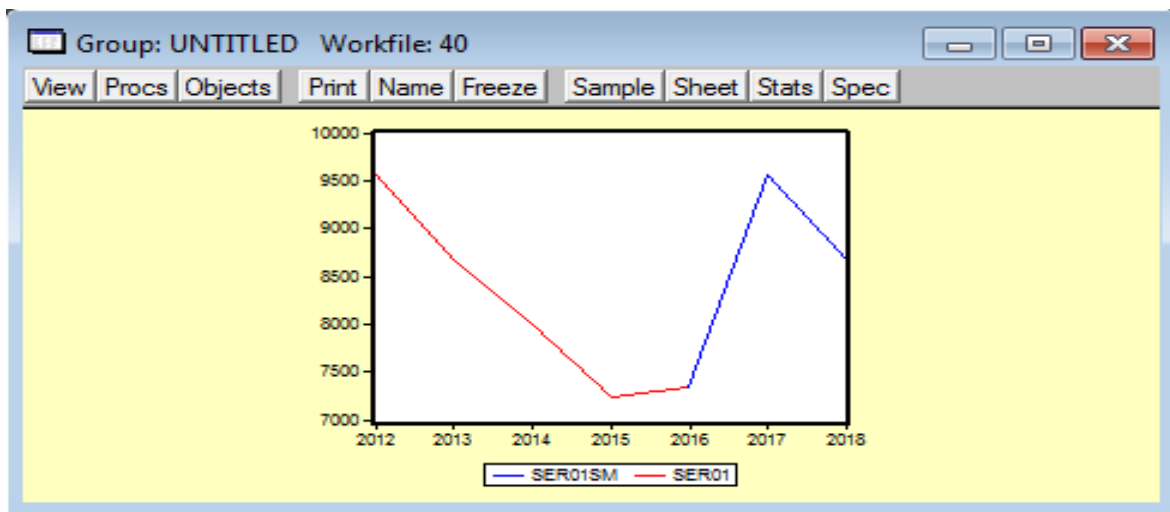 Group: UNTITLED Workfile: 40
View Procs Objects Print Name Freeze Sample Sheet Stats Spec
10000
9500
9000
8500
8000
7500
7000
2012 2013 2014 2015 2016 2017 2018
SER01SM SER01